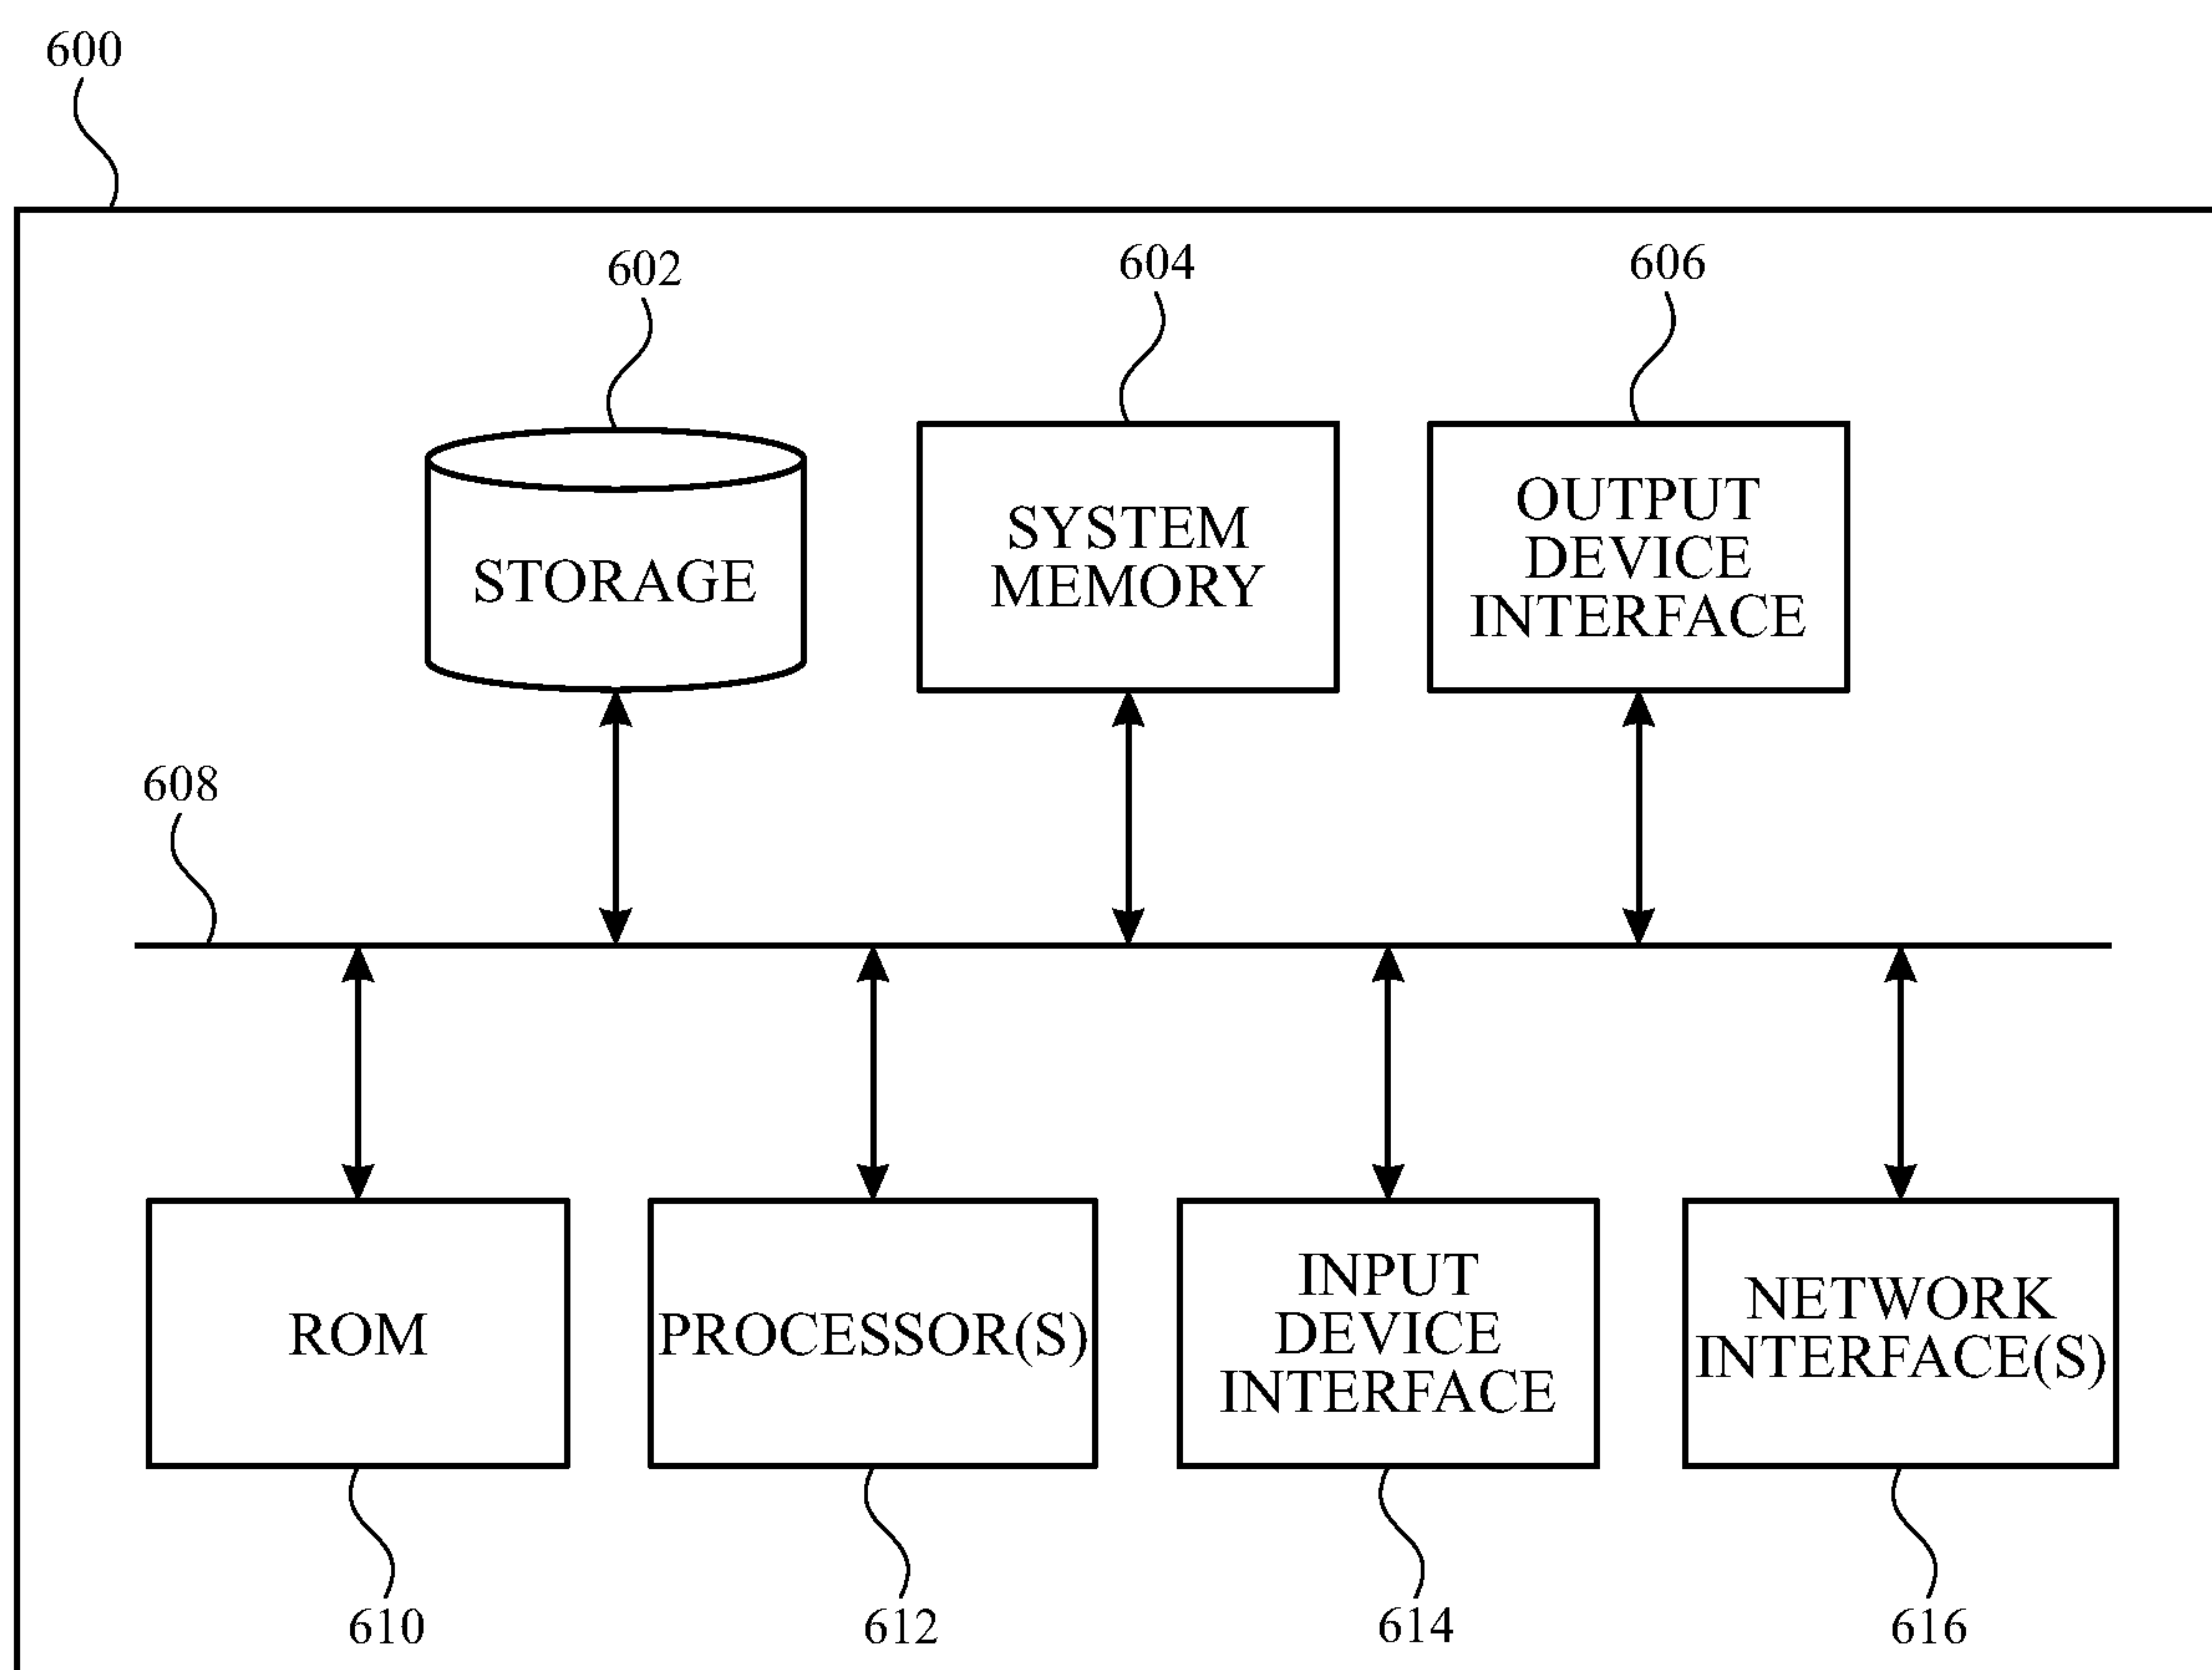 600
602
604
606
STORAGE
SYSTEM
MEMORY
OUTPUT
DEVICE
INTERFACE
608
ROM
PROCESSOR(S)
INPUT
DEVICE
INTERFACE
NETWORK
INTERFACE(S)
610
612
614
616